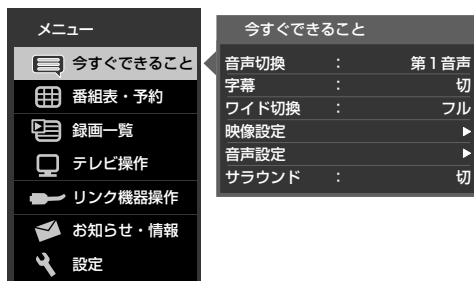 メニュー
今すぐできること
番組表・予約
録画一覧
テレビ操作
リンク機器操作
お知らせ・情報
設定
今すぐできること
音声切換 : 第1音声
字幕 : 切
ワイド切換 : フル
映像設定
音声設定
サラウンド : 切